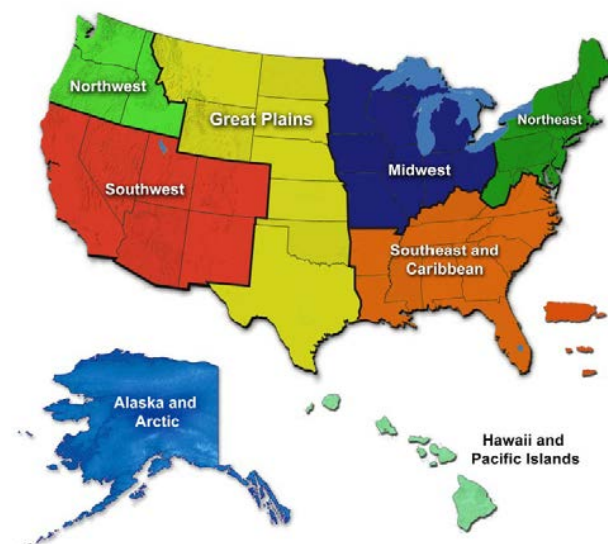 Northwest
Great Plains
Northeast
Midwest
Southwest
Southeast and
Caribbean
Alaska and
Arctic
Hawaii and
Pacific Islands